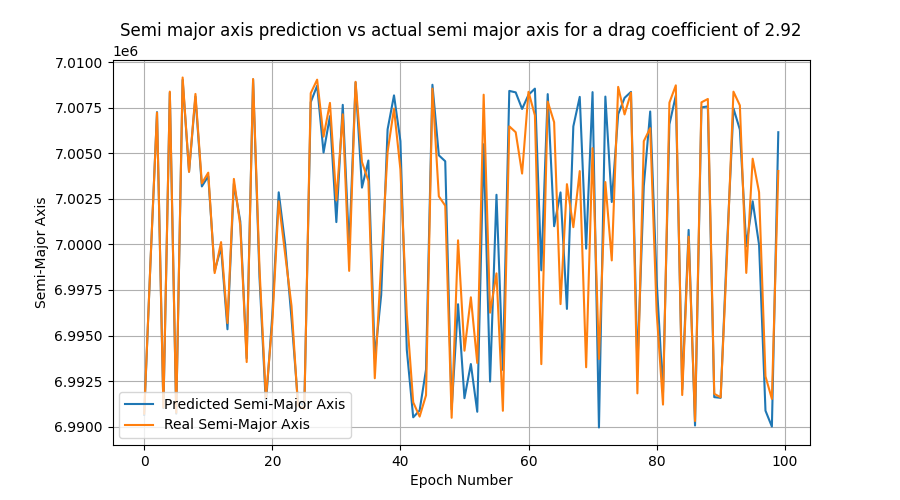 Semi major axis prediction vs actual semi major axis for a drag coefficient of 2.92
1e6
7.0100
7.0075
7.0050
7.0025
7.0000
6.9975
6.9950
6.9925
6.9900
Semi-Major Axis
Predicted Semi-Major Axis
Real Semi-Major Axis
0 20 40 60 80 100
Epoch Number